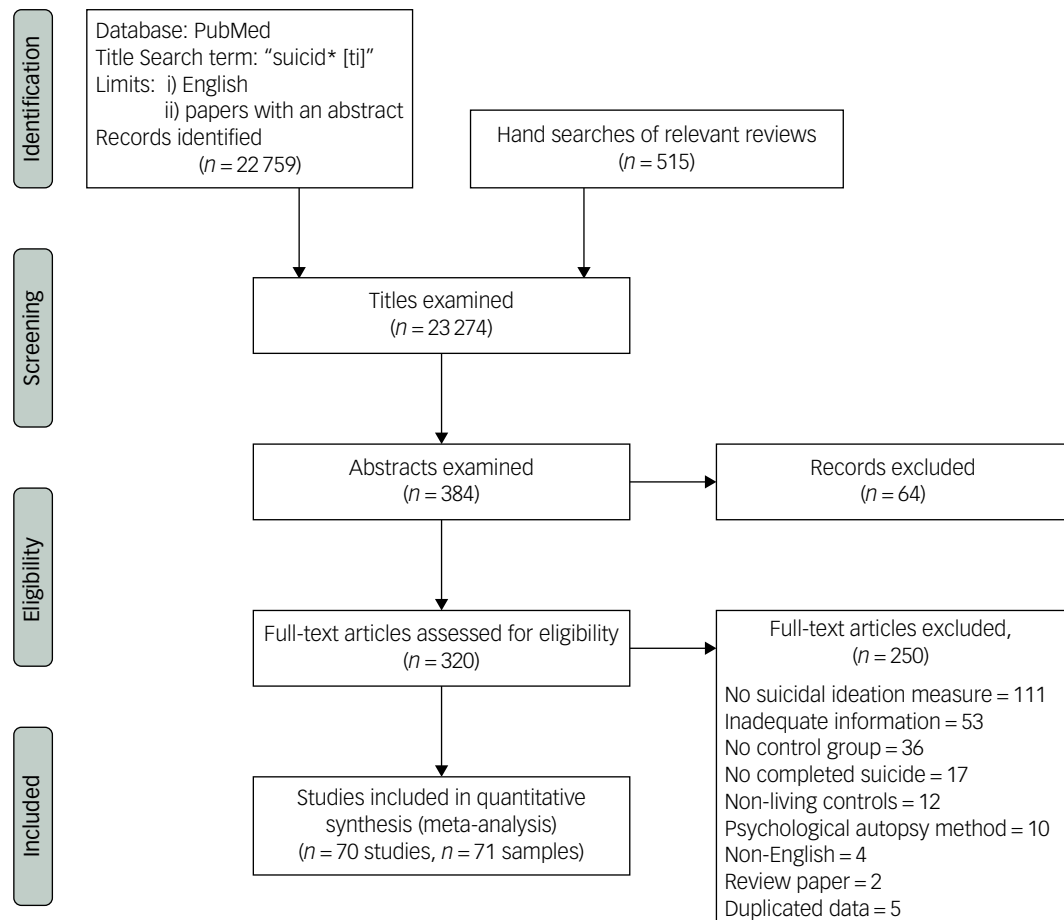 Identification
Database: PubMed
Title Search term: “suicid* [ti]”
Limits: i) English
ii) papers with an abstract
Records identified
(n = 22 759)
Hand searches of relevant reviews
(n = 515)
Screening
Titles examined
(n = 23 274)
Abstracts examined
(n = 384)
Records excluded
(n = 64)
Eligibility
Full-text articles assessed for eligibility
(n = 320)
Full-text articles excluded,
(n = 250)
No suicidal ideation measure = 111
Inadequate information = 53
No control group = 36
No completed suicide = 17
Non-living controls = 12
Psychological autopsy method = 10
Non-English = 4
Review paper = 2
Duplicated data = 5
Included
Studies included in quantitative
synthesis (meta-analysis)
(n = 70 studies, n = 71 samples)